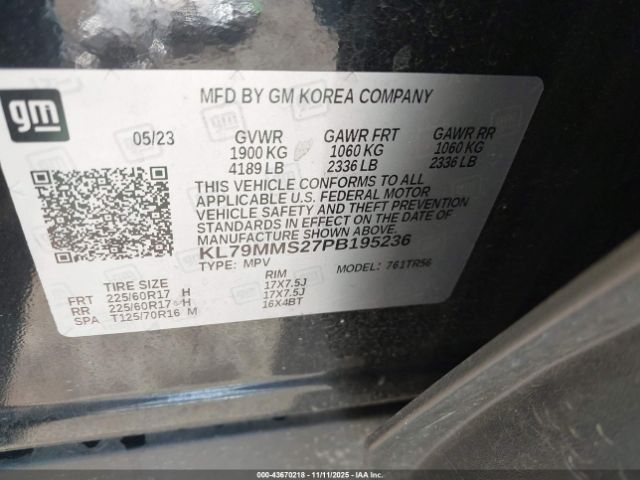 gm
MFD BY GM KOREA COMPANY
05/23 GVWR GAWR FRT GAWR RR
1900 KG 1060 KG 1060 KG
4189 LB 2336 LB 2336 LB
THIS VEHICLE CONFORMS TO ALL
APPLICABLE U.S. FEDERAL MOTOR
VEHICLE SAFETY AND THEFT PREVENTION
STANDARDS IN EFFECT ON THE DATE OF
MANUFACTURE SHOWN ABOVE.
KL79MMS27PB195236
TYPE: MPV MODEL: 761TR56
TIRE SIZE RIM
FRT 225/60R17 H 17X7.5J
RR 225/60R17 H 17X7.5J
SPA T125/70R16 M 16X4BT
000-43670218 - 11/11/2025 - IAAI.CA